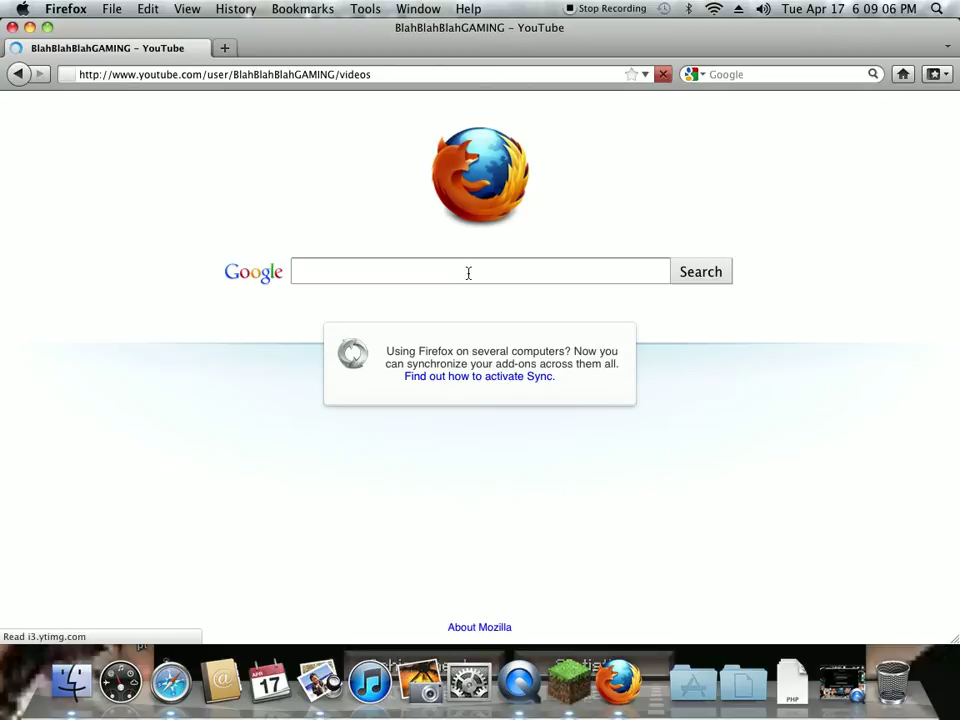 Firefox File Edit View History Bookmarks Tools Window Help Stop Recording Tue Apr 17 6:09:06 PM
BlahBlahBlahGAMING – YouTube
BlahBlahBlahGAMING – YouTube
http://www.youtube.com/user/BlahBlahBlahGAMING/videos Google
Google Search
Using Firefox on several computers? Now you
can synchronize your add-ons across them all.
Find out how to activate Sync.
About Mozilla
Read i3.ytimg.com
APR
17
PHP